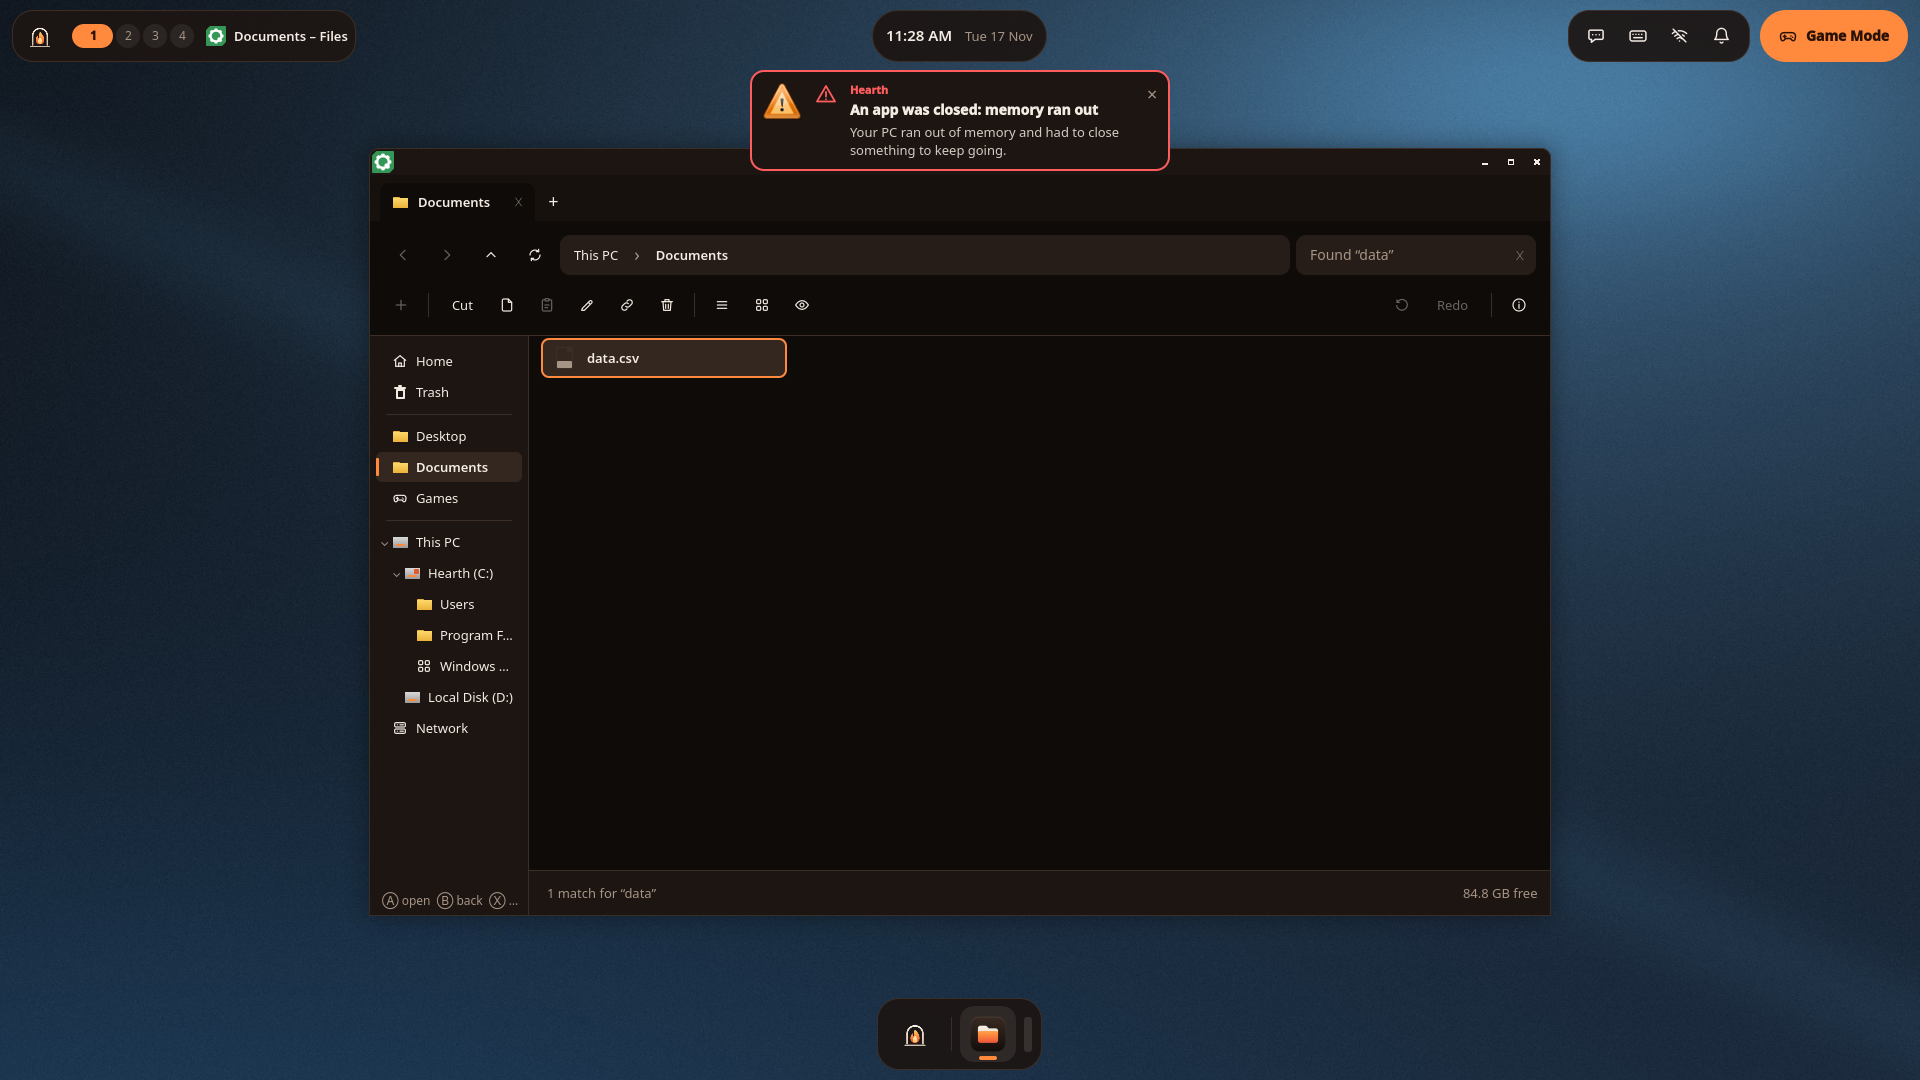 1 2 3 4 Documents – Files
11:28 AM Tue 17 Nov
Game Mode
Hearth
An app was closed: memory ran out
Your PC ran out of memory and had to close
something to keep going.
Documents X +
This PC › Documents
Found “data” X
Cut
Redo
Home
Trash
Desktop
Documents
Games
This PC
Hearth (C:)
Users
Program F...
Windows ...
Local Disk (D:)
Network
A open B back X ...
data.csv
1 match for “data”
84.8 GB free